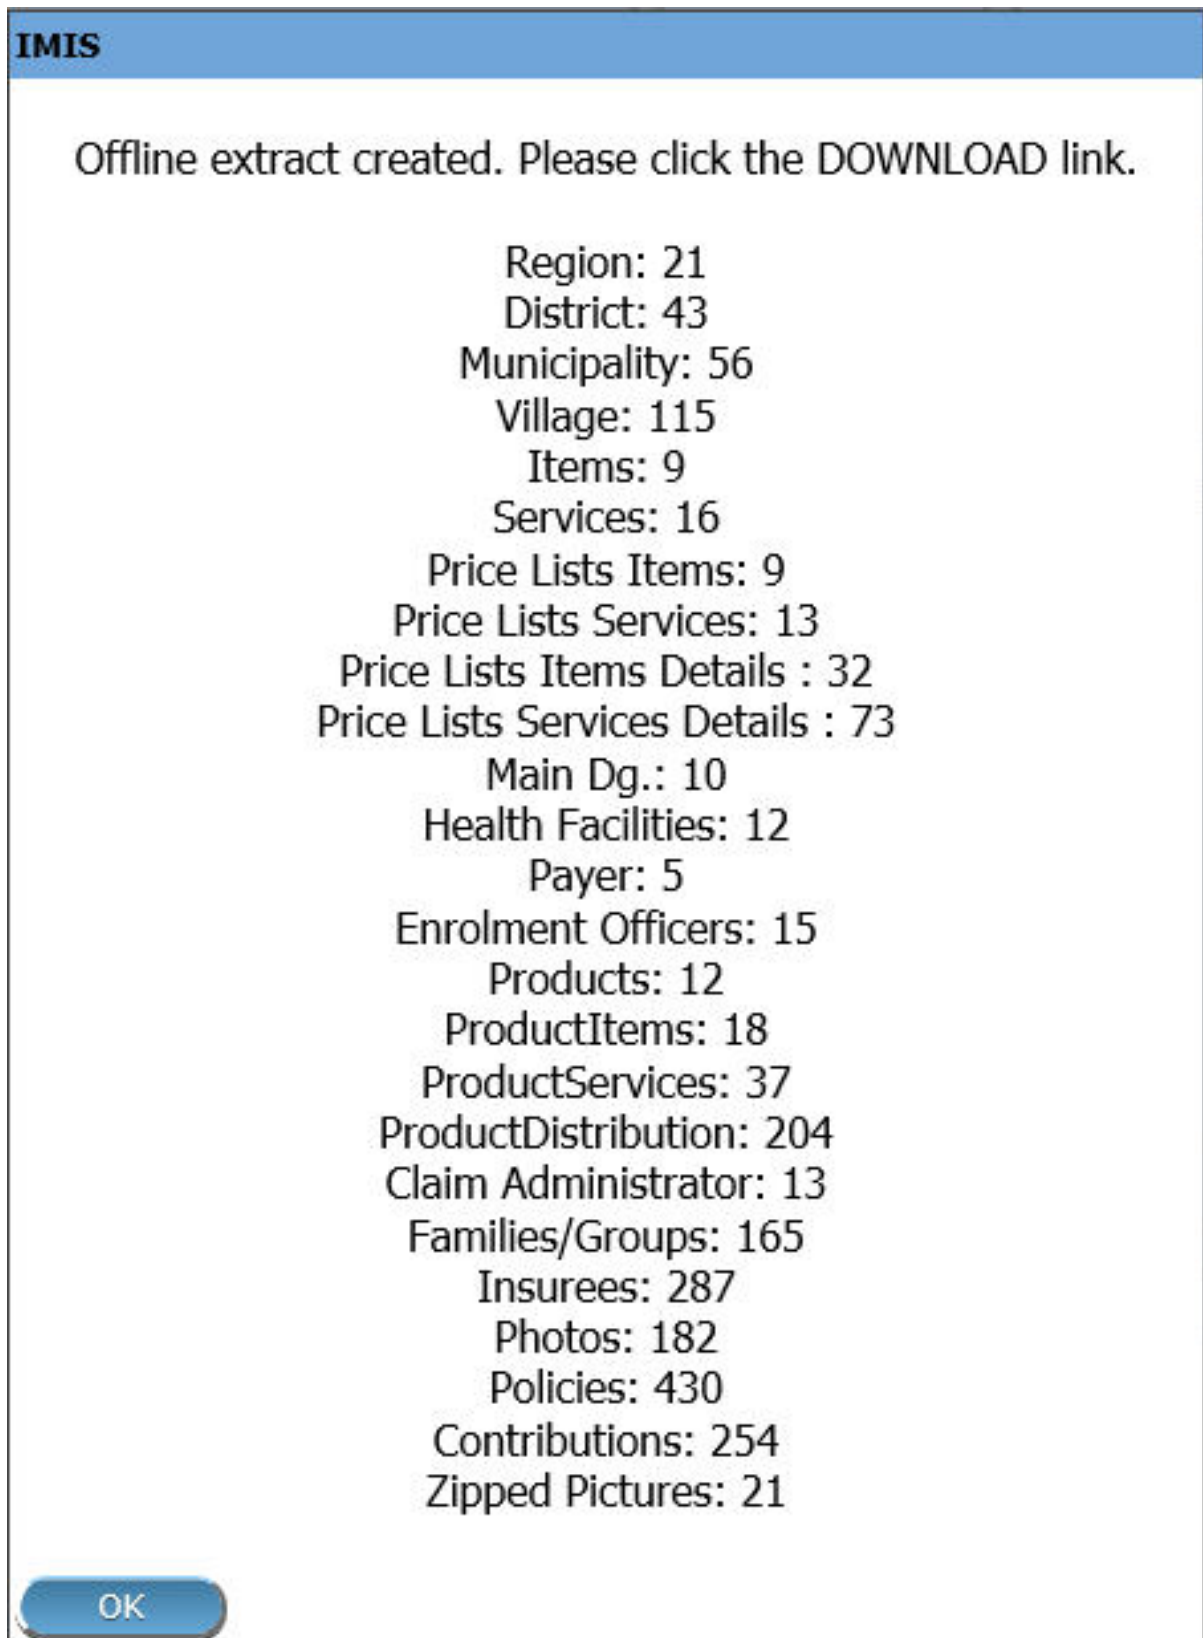 IMIS
Offline extract created. Please click the DOWNLOAD link.
Region: 21
District: 43
Municipality: 56
Village: 115
Items: 9
Services: 16
Price Lists Items: 9
Price Lists Services: 13
Price Lists Items Details : 32
Price Lists Services Details : 73
Main Dg.: 10
Health Facilities: 12
Payer: 5
Enrolment Officers: 15
Products: 12
ProductItems: 18
ProductServices: 37
ProductDistribution: 204
Claim Administrator: 13
Families/Groups: 165
Insurees: 287
Photos: 182
Policies: 430
Contributions: 254
Zipped Pictures: 21
OK